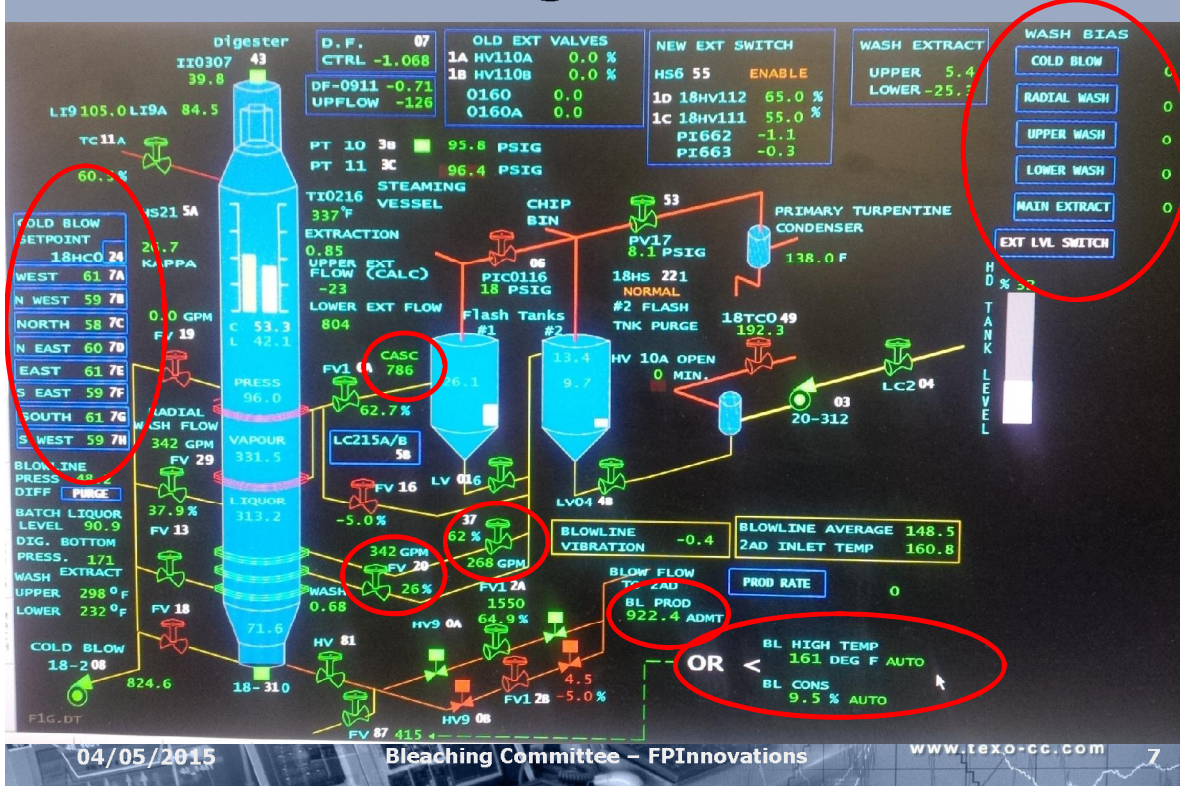 Digester
43
II0307
39.8
LI9 105.0 LI9A 84.5
TC 11A
D.F. 07
CTRL -1.068
DF-0911 -0.71
UPFLOW -126
OLD EXT VALVES
1A HV110A 0.0 %
1B HV110B 0.0 %
0160 0.0
0160A 0.0
NEW EXT SWITCH
HS6 55 ENABLE
1D 18HV112 65.0 %
1C 18HV111 55.0 %
PI662 -1.1
PI663 -0.3
WASH EXTRACT
UPPER 5.4
LOWER -25.3
WASH BIAS
COLD BLOW 0
RADIAL WASH 0
UPPER WASH 0
LOWER WASH 0
MAIN EXTRACT 0
EXT LVL SWITCH
PT 10 3B 95.8 PSIG
PT 11 3C 96.4 PSIG
STEAMING
VESSEL
TI0216
337°F
EXTRACTION
0.85
UPPER EXT
FLOW (CALC)
-23
LOWER EXT FLOW
804
CHIP
BIN
53
PV17
8.1 PSIG
06
PIC0116
18 PSIG
PRIMARY TURPENTINE
CONDENSER
138.0 F
18HS 221
NORMAL
#2 FLASH
TNK PURGE
18TC0 49
192.3
HV 10A OPEN
0 MIN.
Flash Tanks
#1 #2
26.1
13.4
9.7
LC2 04
03
20-312
HD TANK LEVEL
COLD BLOW
SETPOINT
18HC0 24
WEST 61 7A
N WEST 59 7B
NORTH 58 7C
N EAST 60 7D
EAST 61 7E
S EAST 59 7F
SOUTH 61 7G
S WEST 59 7H
HS21 5A
KAPPA
0.0 GPM
FV 19
C 53.3
L 42.1
PRESS
96.0
VAPOUR
331.5
LIQUOR
313.2
71.6
CASC
786
FV1
62.7%
LC215A/B
5B
FV 16
-5.0%
LV 016
LV04 4B
RADIAL
WASH FLOW
342 GPM
FV 29
37.9%
FV 13
FV 18
BLOWLINE
PRESS
DIFF PURGE
BATCH LIQUOR
LEVEL 90.9
DIG. BOTTOM
PRESS. 171
WASH EXTRACT
UPPER 298 °F
LOWER 232 °F
COLD BLOW
18-2 08
824.6
F1G.DT
37
62 %
268 GPM
342 GPM
FV 20
26%
WASH
0.68
FV1 2A
1550
64.9%
HV9 0A
HV 81
18-310
FV 87 415
HV9 0B
FV1 2B
4.5
-5.0 %
BLOWLINE
VIBRATION -0.4
BLOWLINE AVERAGE 148.5
2AD INLET TEMP 160.8
BLOW FLOW
TO 2AD
BL PROD
922.4 ADMT
PROD RATE 0
OR <
BL HIGH TEMP
161 DEG F AUTO
BL CONS
9.5 % AUTO
04/05/2015
Bleaching Committee – FPInnovations
www.texo-cc.com
7